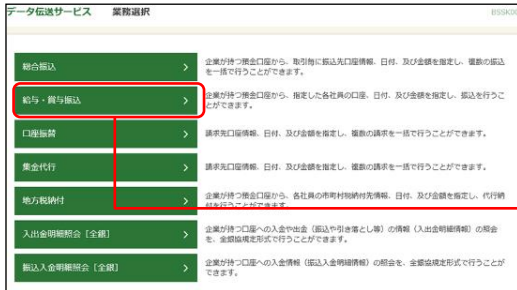 データ伝送サービス 業務選択
BSSK00
総合振込
企業が持つ預金口座から、取引毎に振込先口座情報、日付、及び金額を指定し、複数の振込
を一括で行うことができます。
給与・賞与振込
企業が持つ預金口座から、指定した各社員の口座、日付、及び金額を指定し、振込を行うこ
とができます。
口座振替
請求先口座情報、日付、及び金額を指定し、複数の請求を一括で行うことができます。
集金代行
請求先口座情報、日付、及び金額を指定し、複数の請求を一括で行うことができます。
地方税納付
企業が持つ預金口座から、各社員の市町村税納付先情報、日付、及び金額を指定し、代行納
付を行うことができます。
入出金明細照会［全銀］
企業が持つ口座への入金や出金（振込や引き落とし等）の情報（入出金明細情報）の照会
を、全銀協規定形式で行うことができます。
振込入金明細照会［全銀］
企業が持つ口座への入金情報（振込入金明細情報）の照会を、全銀協規定形式で行うことが
できます。